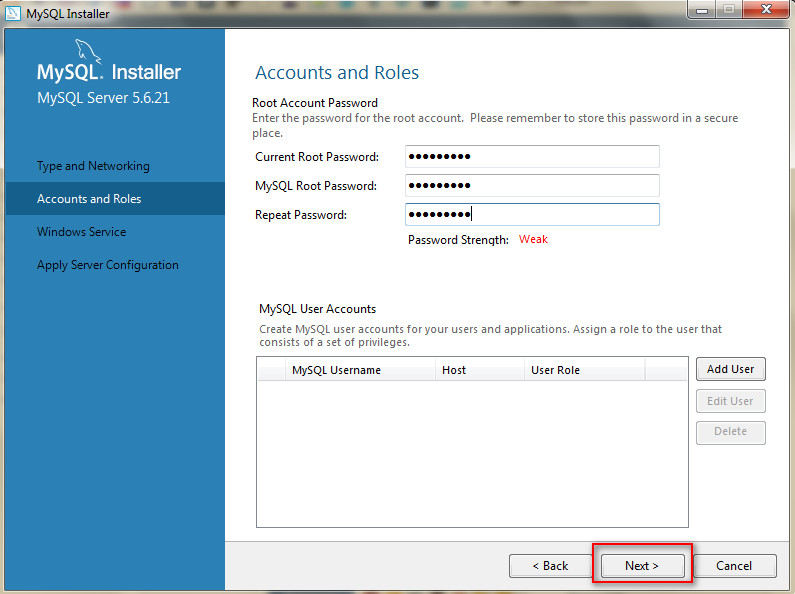 MySQL Installer
MySQL. Installer
MySQL Server 5.6.21
Type and Networking
Accounts and Roles
Windows Service
Apply Server Configuration
Accounts and Roles
Root Account Password
Enter the password for the root account.  Please remember to store this password in a secure
place.
Current Root Password: ●●●●●●●●●
MySQL Root Password: ●●●●●●●●●
Repeat Password: ●●●●●●●●●
Password Strength: Weak
MySQL User Accounts
Create MySQL user accounts for your users and applications. Assign a role to the user that
consists of a set of privileges.
MySQL Username Host User Role
Add User
Edit User
Delete
< Back Next > Cancel